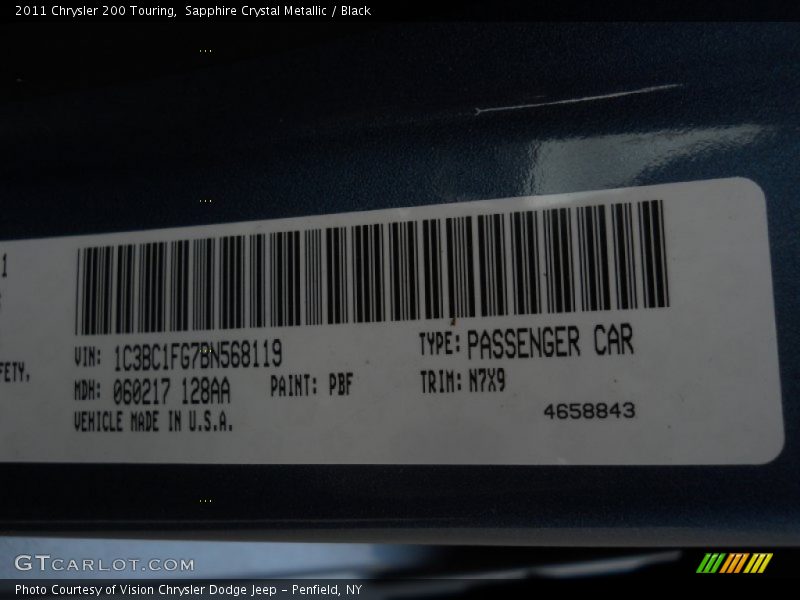 2011 Chrysler 200 Touring, Sapphire Crystal Metallic / Black
1
FETY,
VIN: 1C3BC1FG7BN568119
TYPE: PASSENGER CAR
MDH: 060217 128AA
PAINT: PBF
TRIM: N7X9
VEHICLE MADE IN U.S.A.
4658843
GTCARLOT.COM
Photo Courtesy of Vision Chrysler Dodge Jeep – Penfield, NY